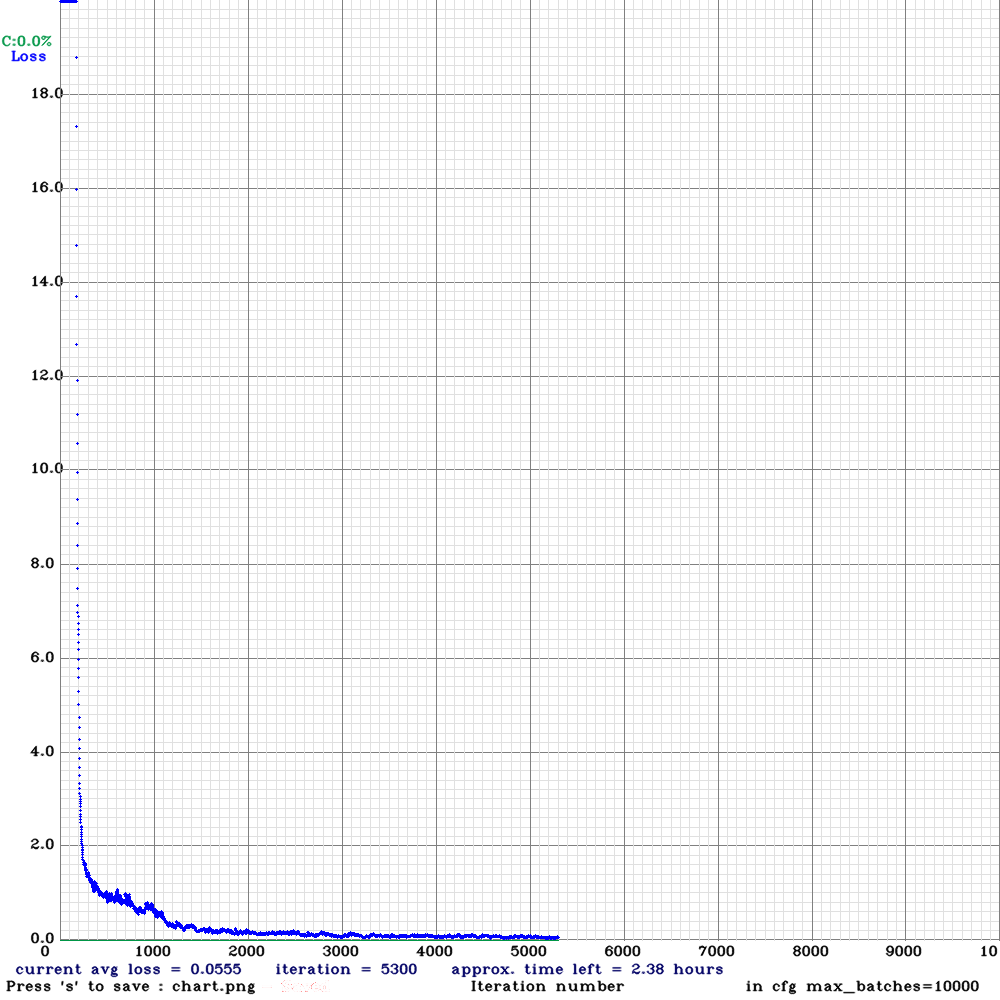 C:0.0%
Loss
18.0
16.0
14.0
12.0
10.0
8.0
6.0
4.0
2.0
0.0
0 1000 2000 3000 4000 5000 6000 7000 8000 9000 10
current avg loss = 0.0555 iteration = 5300 approx. time left = 2.38 hours
Press 's' to save : chart.png Iteration number in cfg max_batches=10000